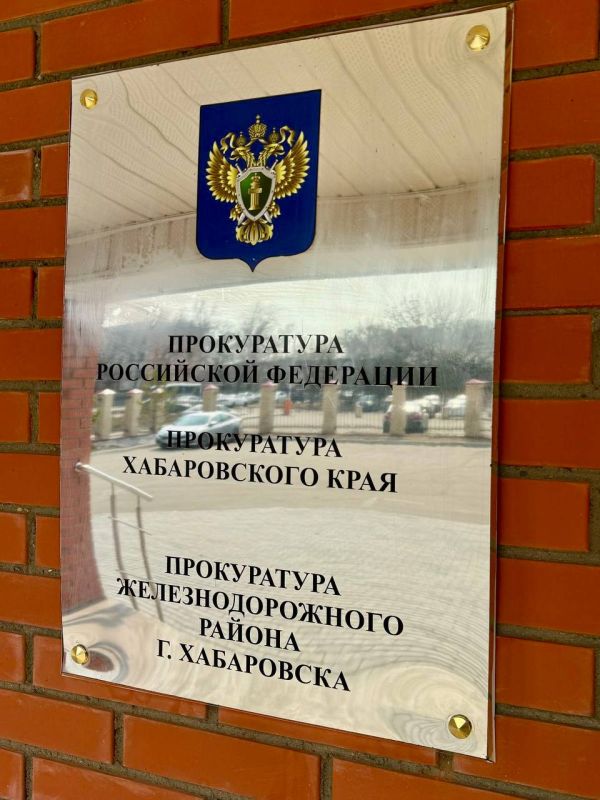 ПРОКУРАТУРА
РОССИЙСКОЙ ФЕДЕРАЦИИ
ПРОКУРАТУРА
ХАБАРОВСКОГО КРАЯ
ПРОКУРАТУРА
ЖЕЛЕЗНОДОРОЖНОГО
РАЙОНА
Г. ХАБАРОВСКА